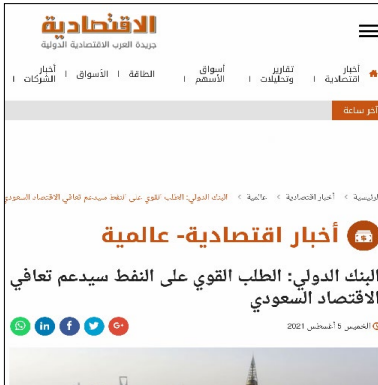 الاقتصادية
جريدة العرب الاقتصادية الدولية
أخبار اقتصادية | تقارير وتحليلات | أسواق الأسهم | الطاقة | الأسواق | أخبار الشركات |
آخر ساعة
الرئيسية > أخبار اقتصادية > عالمية > البنك الدولي: الطلب القوي على النفط سيدعم تعافي الاقتصاد السعودي
أخبار اقتصادية- عالمية
البنك الدولي: الطلب القوي على النفط سيدعم تعافي
الاقتصاد السعودي
الخميس 5 أغسطس 2021